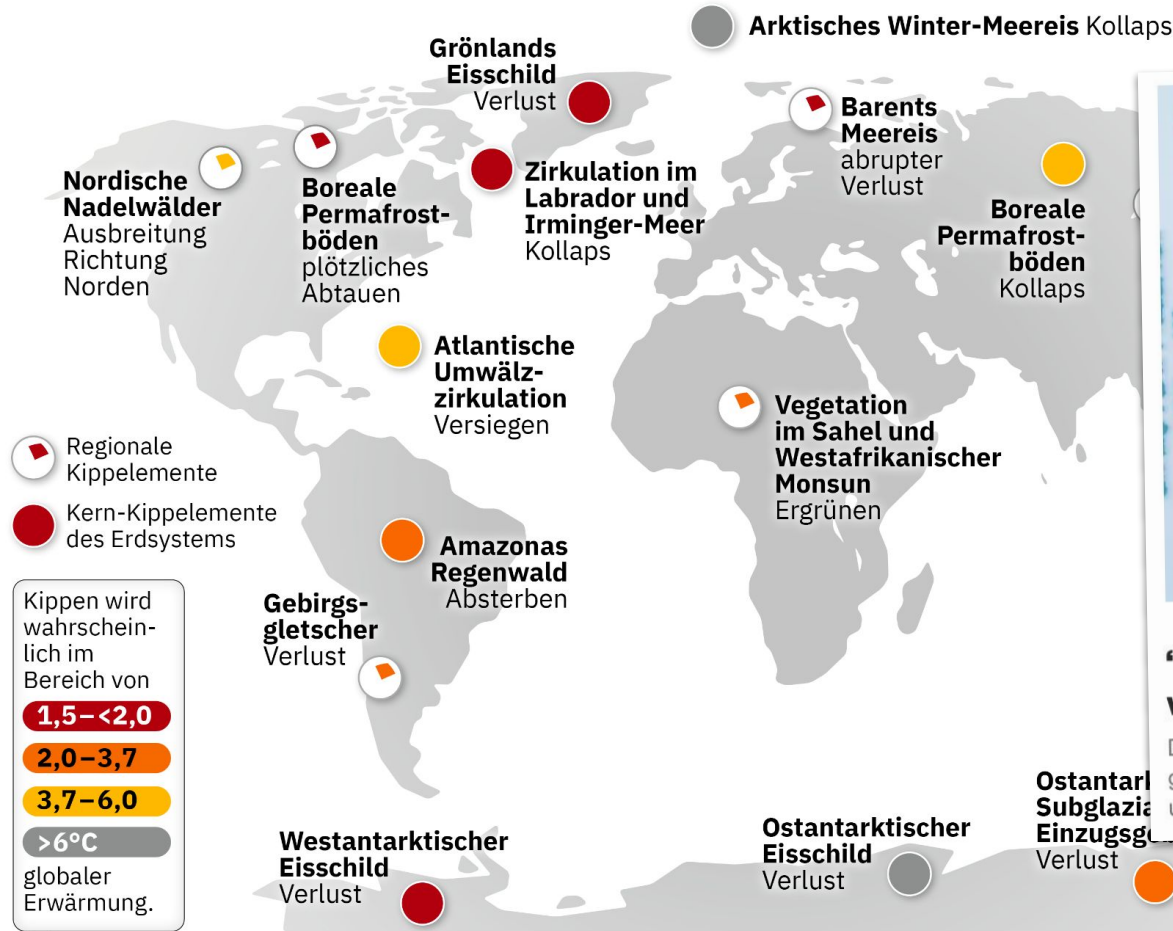 Arktisches Winter-Meereis Kollaps
Grönlands
Eisschild
Verlust
Barents
Meereis
abrupter
Verlust
Nordische
Nadelwälder
Ausbreitung
Richtung
Norden
Boreale
Permafrost-
böden
plötzliches
Abtauen
Zirkulation im
Labrador und
Irminger-Meer
Kollaps
Boreale
Permafrost-
böden
Kollaps
Atlantische
Umwälz-
zirkulation
Versiegen
Vegetation
im Sahel und
Westafrikanischer
Monsun
Ergrünen
Regionale
Kippelemente
Kern-Kippelemente
des Erdsystems
Amazonas
Regenwald
Absterben
Gebirgs-
gletscher
Verlust
Kippen wird
wahrschein-
lich im
Bereich von
1,5–<2,0
2,0–3,7
3,7–6,0
>6°C
globaler
Erwärmung.
Westantarktischer
Eisschild
Verlust
Ostantarktischer
Eisschild
Verlust
Ostantark
Subglazia
Einzugsge
Verlust